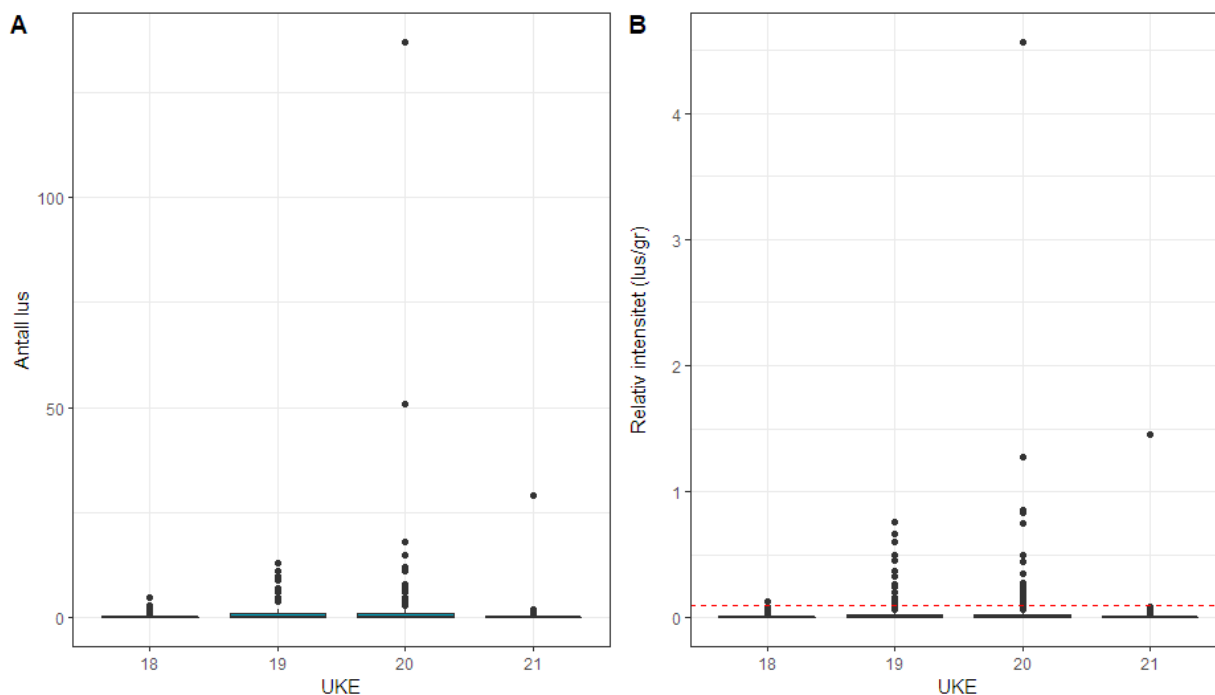 A
Antall lus
100
50
0
18 19 20 21
UKE
B
Relativ intensitet (lus/gr)
4
3
2
1
0
18 19 20 21
UKE